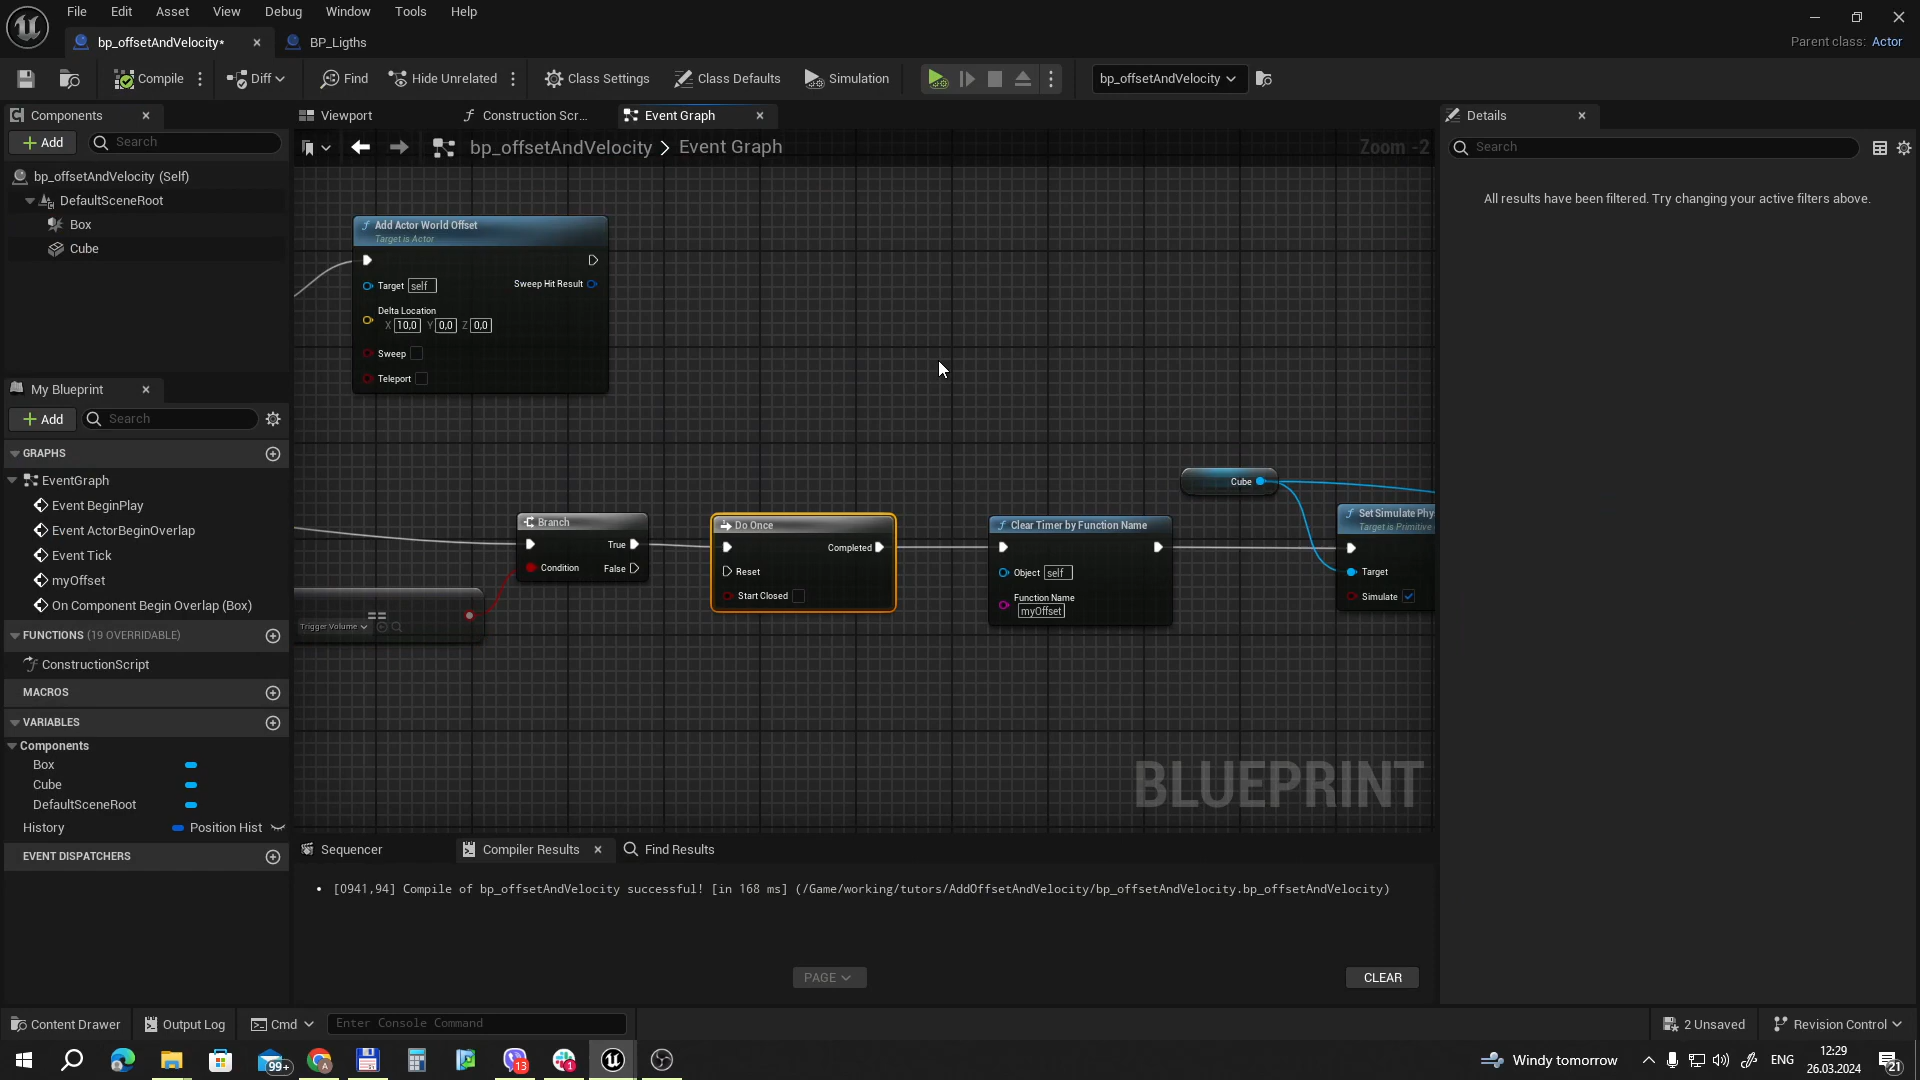 File Edit Asset View Debug Window Tools Help
bp_offsetAndVelocity* BP_Ligths
Parent class: Actor
Compile Diff Find Hide Unrelated Class Settings Class Defaults Simulation bp_offsetAndVelocity
Components
Add Search
bp_offsetAndVelocity (Self)
DefaultSceneRoot
Box
Cube
My Blueprint
Add Search
GRAPHS
EventGraph
Event BeginPlay
Event ActorBeginOverlap
Event Tick
myOffset
On Component Begin Overlap (Box)
FUNCTIONS (19 OVERRIDABLE)
ConstructionScript
MACROS
VARIABLES
Components
Box
Cube
DefaultSceneRoot
History Position Hist
EVENT DISPATCHERS
Viewport Construction Scr... Event Graph
bp_offsetAndVelocity > Event Graph
Zoom -2
Add Actor World Offset
Target is Actor
Target self
Sweep Hit Result
Delta Location
X 10,0 Y 0,0 Z 0,0
Sweep
Teleport
Trigger Volume ==
Branch
True
Condition False
Do Once
Completed
Reset
Start Closed
Clear Timer by Function Name
Object self
Function Name
myOffset
Cube
Set Simulate Phy
Target is Primitive
Target
Simulate
BLUEPRINT
Sequencer Compiler Results Find Results
[0941,94] Compile of bp_offsetAndVelocity successful! [in 168 ms] (/Game/working/tutors/AddOffsetAndVelocity/bp_offsetAndVelocity.bp_offsetAndVelocity)
PAGE CLEAR
Details
Search
All results have been filtered. Try changing your active filters above.
Content Drawer Output Log Cmd Enter Console Command 2 Unsaved Revision Control
99+ 13 1 Windy tomorrow ENG 12:29
26.03.2024 21